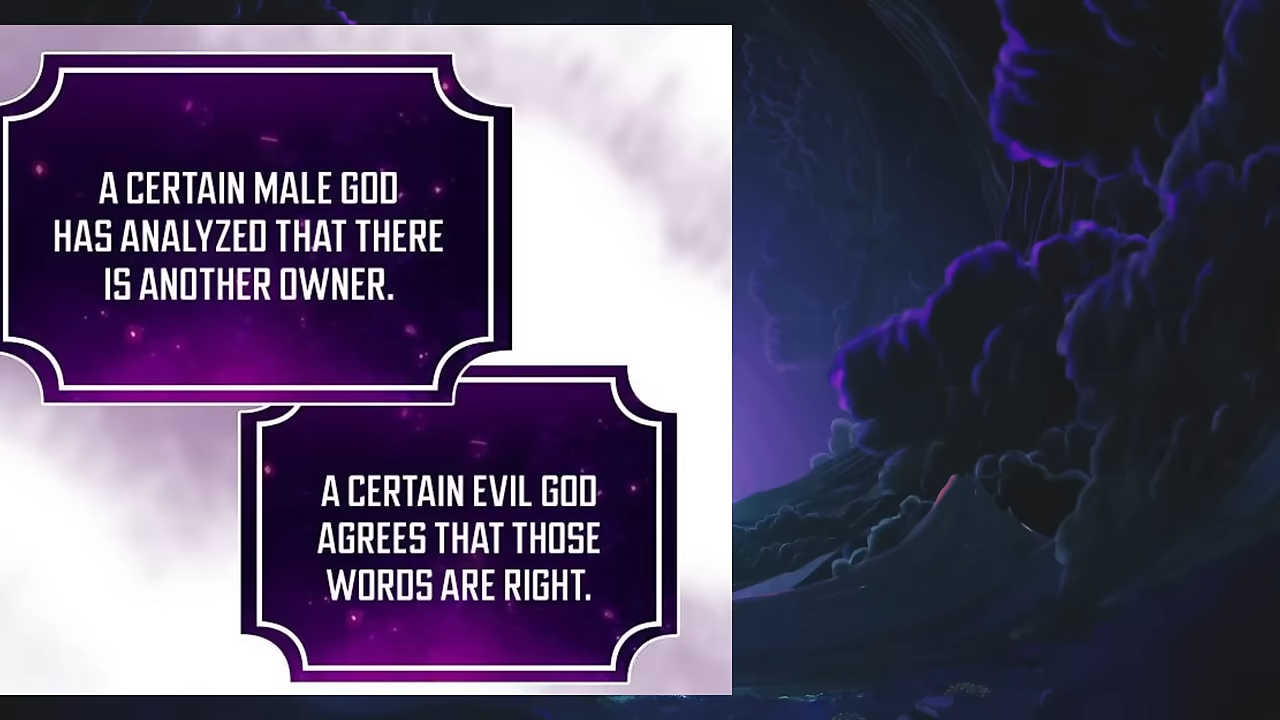 A CERTAIN MALE GOD
HAS ANALYZED THAT THERE
IS ANOTHER OWNER.
A CERTAIN EVIL GOD
AGREES THAT THOSE
WORDS ARE RIGHT.